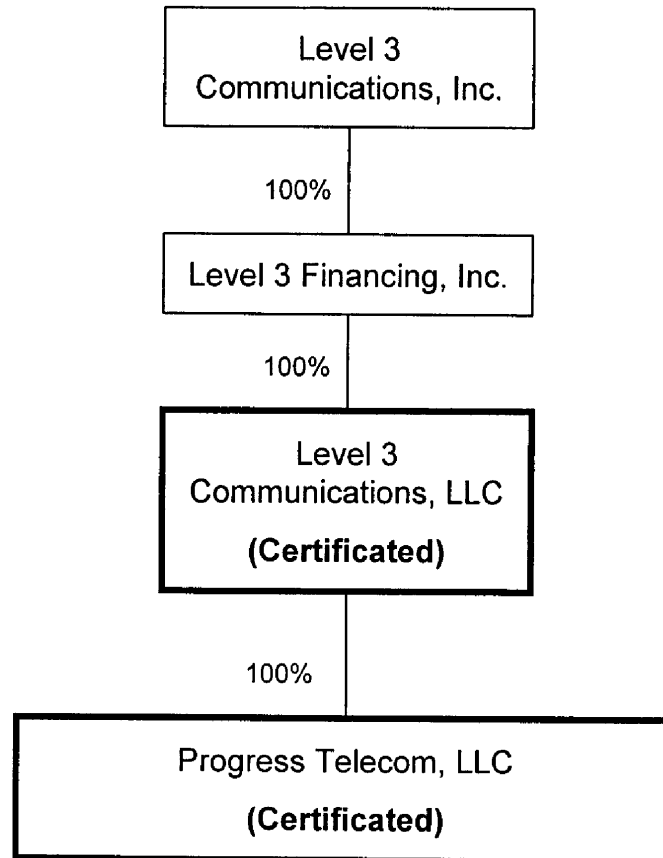 Level 3
Communications, Inc.
100%
Level 3 Financing, Inc.
100%
Level 3
Communications, LLC
(Certificated)
100%
Progress Telecom, LLC
(Certificated)